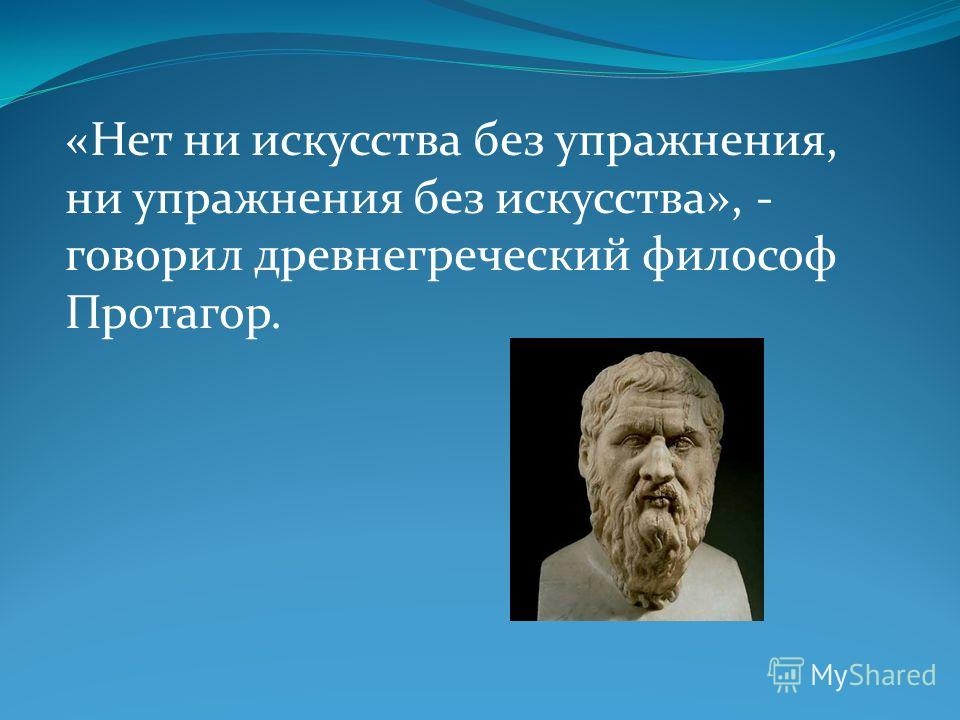 «Нет ни искусства без упражнения,
ни упражнения без искусства», -
говорил древнегреческий философ
Протагор.
MyShared